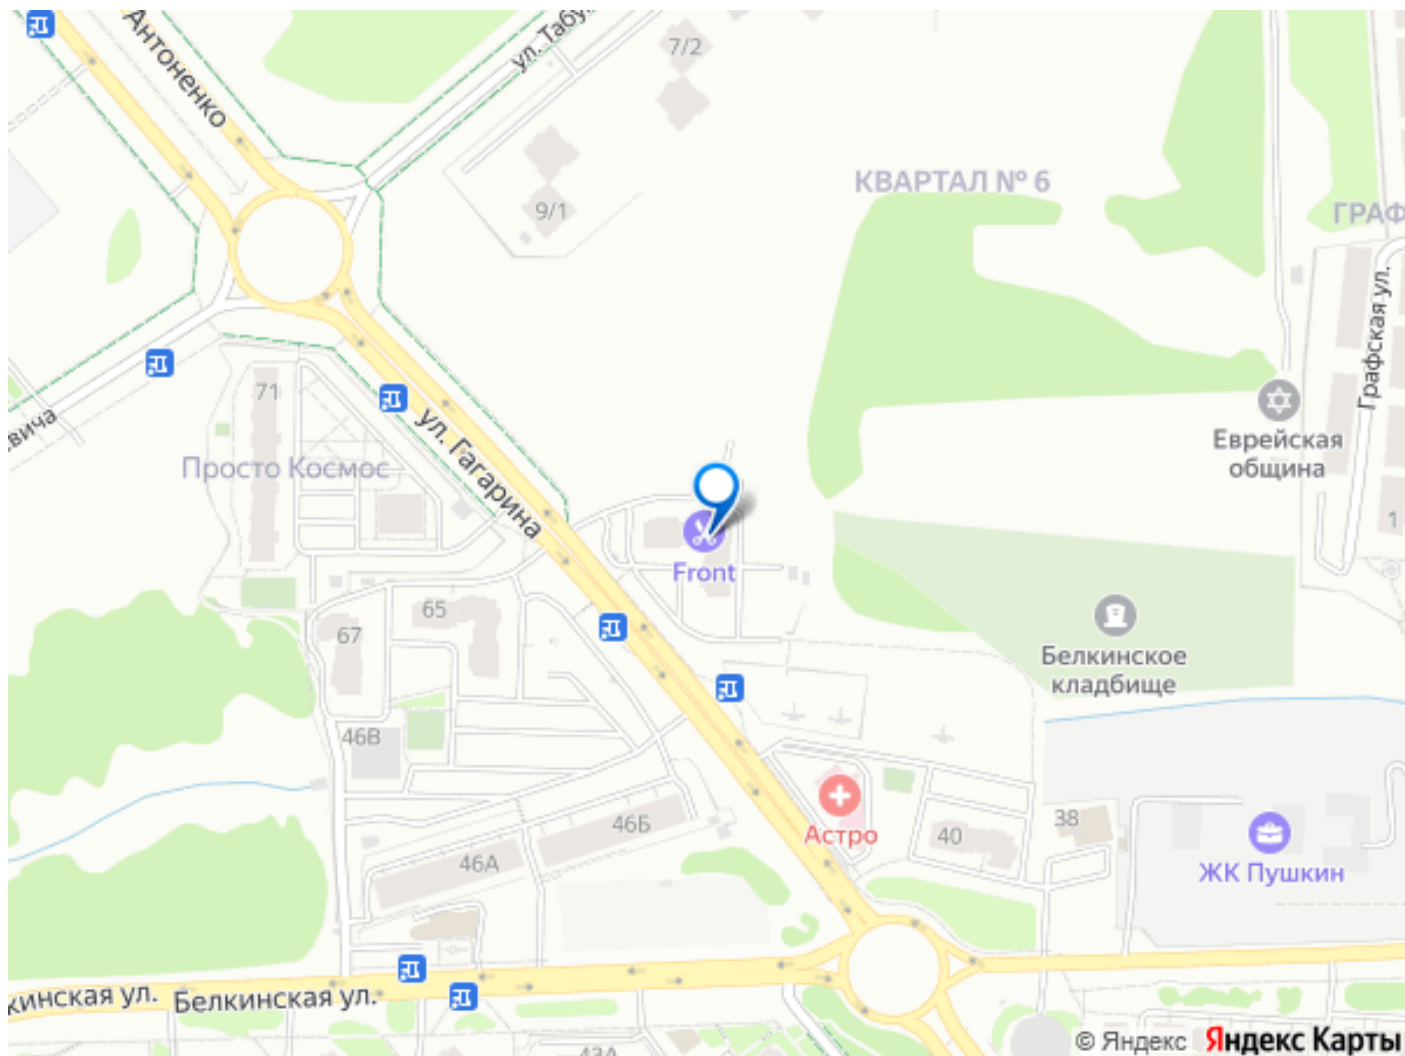 Антоненко
ул. Табу
7/2
9/1
КВАРТАЛ № 6
ГРАФ
Графская ул.
71
Просто Космос
евича
ул. Гагарина
Front
Еврейская
община
1
67
65
Белкинское
кладбище
46В
46Б
46А
Астро
40
38
ЖК Пушкин
кинская ул.
Белкинская ул.
43А
© Яндекс Яндекс Карты